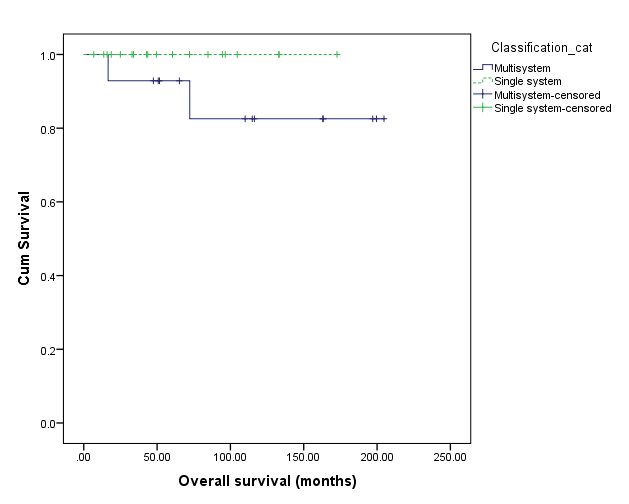 Classification_cat
Multisystem
Single system
Multisystem-censored
Single system-censored
1.0
0.8
0.6
0.4
0.2
0.0
Cum Survival
.00 50.00 100.00 150.00 200.00 250.00
Overall survival (months)